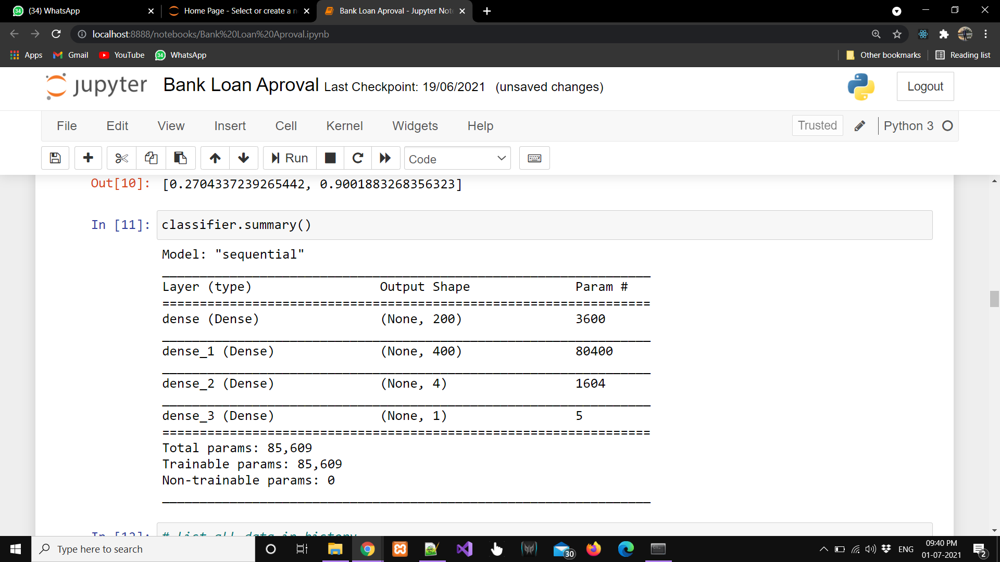 (34) WhatsApp
Home Page - Select or create a n
Bank Loan Aproval - Jupyter Not
localhost:8888/notebooks/Bank%20Loan%20Aproval.ipynb
Apps Gmail YouTube 34 WhatsApp Other bookmarks Reading list
jupyter Bank Loan Aproval Last Checkpoint: 19/06/2021 (unsaved changes) Logout
File Edit View Insert Cell Kernel Widgets Help Trusted Python 3
Run Code
Out[10]: [0.2704337239265442, 0.9001883268356323]
In [11]: classifier.summary()
Model: "sequential"
_________________________________________________________________
Layer (type) Output Shape Param #
=================================================================
dense (Dense) (None, 200) 3600
_________________________________________________________________
dense_1 (Dense) (None, 400) 80400
_________________________________________________________________
dense_2 (Dense) (None, 4) 1604
_________________________________________________________________
dense_3 (Dense) (None, 1) 5
=================================================================
Total params: 85,609
Trainable params: 85,609
Non-trainable params: 0
_________________________________________________________________
In [12]: # List all data in history
Type here to search 30 ENG 09:40 PM
01-07-2021 2